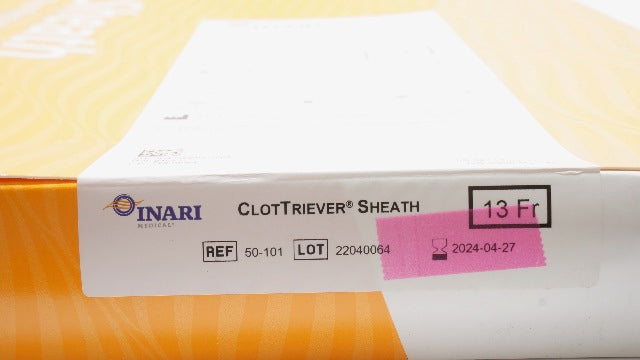 INARI
MEDICAL®
CLOTTRIEVER® SHEATH
13 Fr
REF 50-101 LOT 22040064 2024-04-27